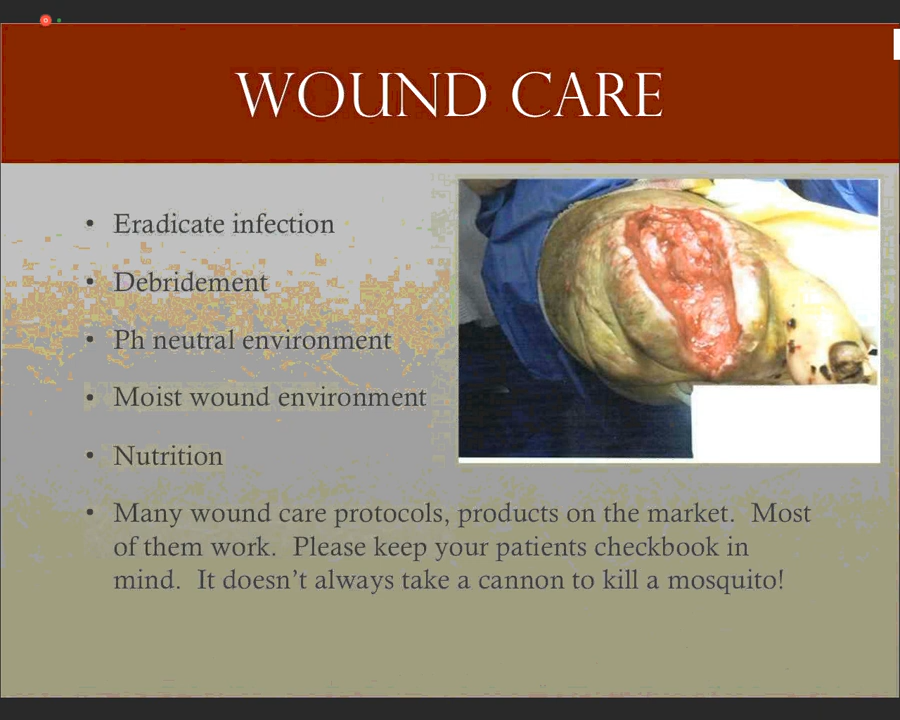 WOUND CARE
• Eradicate infection
• Debridement
• Ph neutral environment
• Moist wound environment
• Nutrition
• Many wound care protocols, products on the market.  Most
of them work.  Please keep your patients checkbook in
mind.  It doesn’t always take a cannon to kill a mosquito!